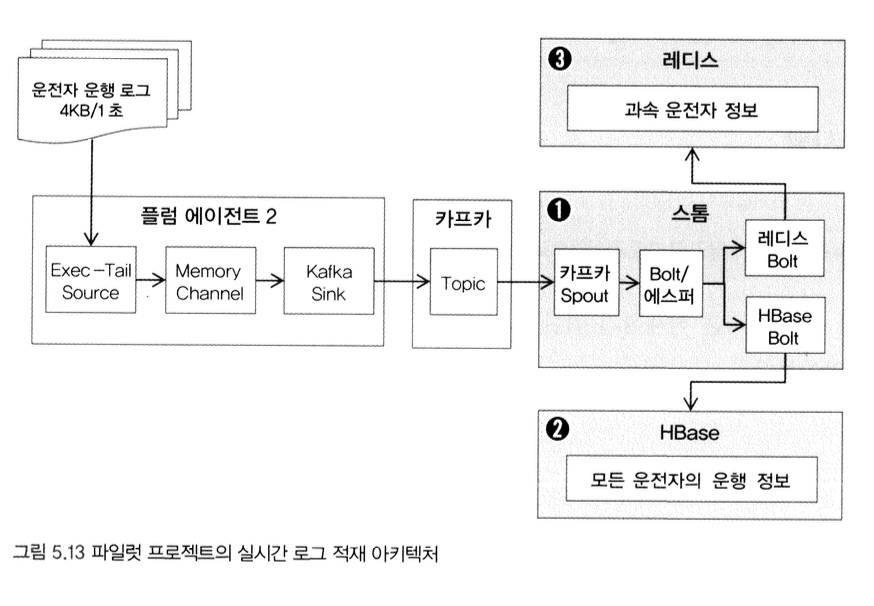 운전자 운행 로그
4KB/1초
플럼 에이전트 2
Exec-Tail
Source
Memory
Channel
Kafka
Sink
카프카
Topic
❶ 스톰
카프카
Spout
Bolt/
에스퍼
레디스
Bolt
HBase
Bolt
❸ 레디스
과속 운전자 정보
❷ HBase
모든 운전자의 운행 정보
그림 5.13 파일럿 프로젝트의 실시간 로그 적재 아키텍처